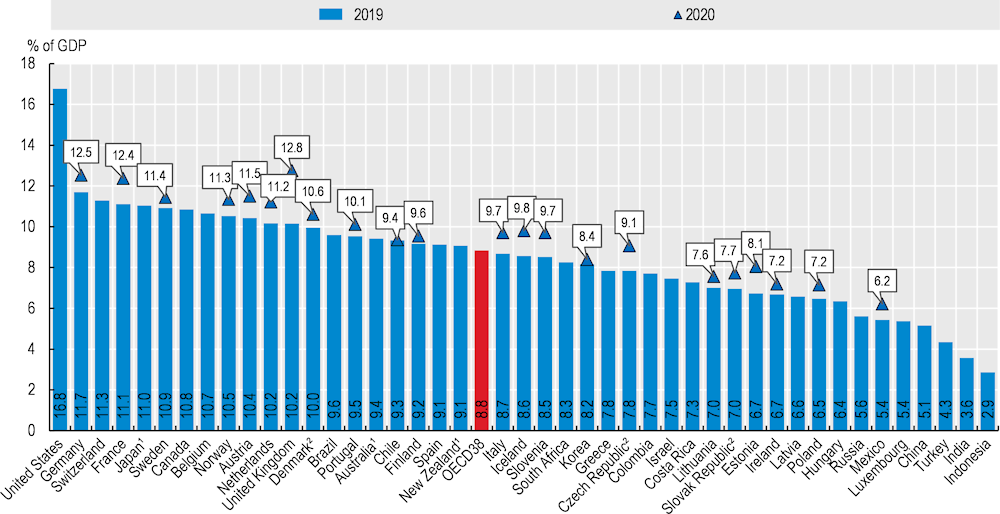 2019 2020
% of GDP
18
16
14
12
10
8
6
4
2
0
12.5
12.4
11.4
11.3
11.5
11.2
12.8
10.6
10.1
9.4
9.6
9.7
9.8
9.7
8.4
9.1
7.6
7.7
8.1
7.2
7.2
6.2
16.8
11.7
11.3
11.1
11.0
10.9
10.8
10.7
10.5
10.4
10.2
10.2
10.0
9.6
9.5
9.4
9.3
9.2
9.1
9.1
8.8
8.7
8.6
8.5
8.3
8.2
7.8
7.8
7.7
7.5
7.3
7.0
7.0
6.7
6.7
6.6
6.5
6.4
5.6
5.4
5.4
5.1
4.3
3.6
2.9
United States
Germany
Switzerland
France
Japan¹
Sweden
Canada
Belgium
Norway
Austria
Netherlands
United Kingdom
Denmark²
Brazil
Portugal
Australia¹
Chile
Finland
Spain
New Zealand¹
OECD38
Italy
Iceland
Slovenia
South Africa
Korea
Greece
Czech Republic²
Colombia
Israel
Costa Rica
Lithuania
Slovak Republic²
Estonia
Ireland
Latvia
Poland
Hungary
Russia
Mexico
Luxembourg
China
Turkey
India
Indonesia